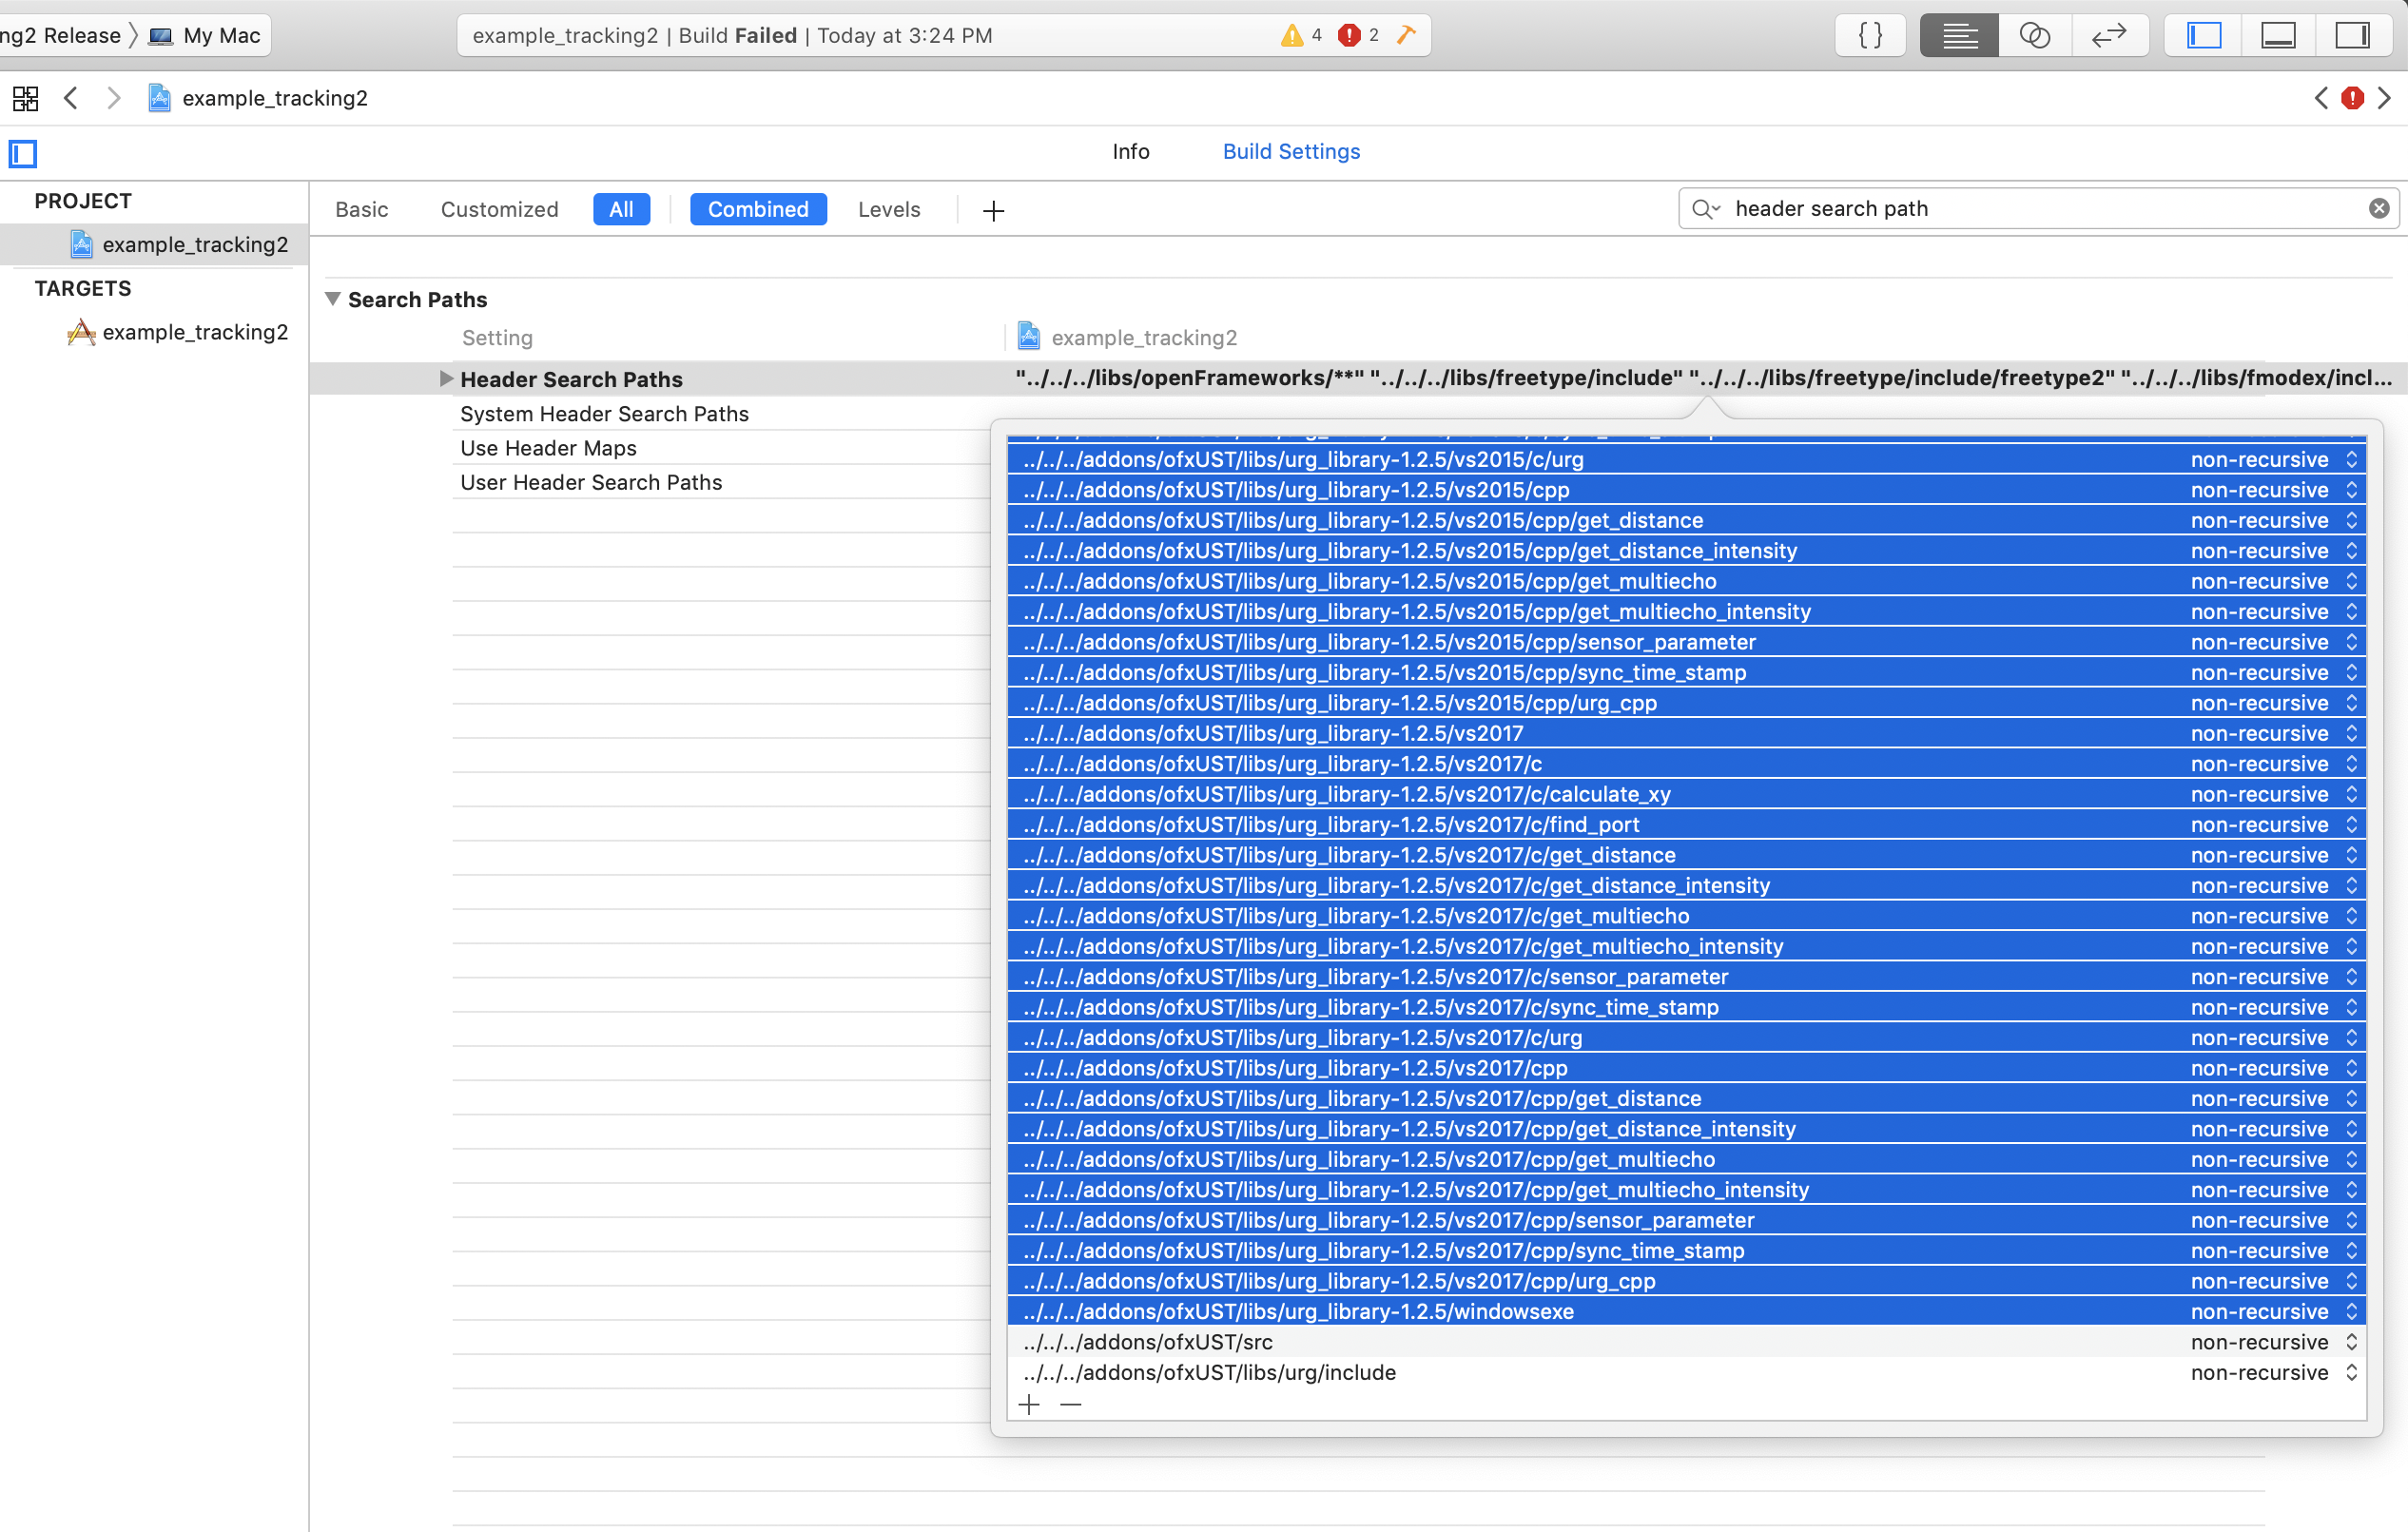 ng2 Release My Mac example_tracking2 | Build Failed | Today at 3:24 PM 4 2
example_tracking2
Info Build Settings
PROJECT
example_tracking2
TARGETS
example_tracking2
Basic Customized All Combined Levels + header search path
Search Paths
Setting example_tracking2
Header Search Paths "../../../libs/openFrameworks/**" "../../../libs/freetype/include" "../../../libs/freetype/include/freetype2" "../../../libs/fmodex/incl...
System Header Search Paths
Use Header Maps
User Header Search Paths
../../../addons/ofxUST/libs/urg_library-1.2.5/vs2015/c/urg non-recursive
../../../addons/ofxUST/libs/urg_library-1.2.5/vs2015/cpp non-recursive
../../../addons/ofxUST/libs/urg_library-1.2.5/vs2015/cpp/get_distance non-recursive
../../../addons/ofxUST/libs/urg_library-1.2.5/vs2015/cpp/get_distance_intensity non-recursive
../../../addons/ofxUST/libs/urg_library-1.2.5/vs2015/cpp/get_multiecho non-recursive
../../../addons/ofxUST/libs/urg_library-1.2.5/vs2015/cpp/get_multiecho_intensity non-recursive
../../../addons/ofxUST/libs/urg_library-1.2.5/vs2015/cpp/sensor_parameter non-recursive
../../../addons/ofxUST/libs/urg_library-1.2.5/vs2015/cpp/sync_time_stamp non-recursive
../../../addons/ofxUST/libs/urg_library-1.2.5/vs2015/cpp/urg_cpp non-recursive
../../../addons/ofxUST/libs/urg_library-1.2.5/vs2017 non-recursive
../../../addons/ofxUST/libs/urg_library-1.2.5/vs2017/c non-recursive
../../../addons/ofxUST/libs/urg_library-1.2.5/vs2017/c/calculate_xy non-recursive
../../../addons/ofxUST/libs/urg_library-1.2.5/vs2017/c/find_port non-recursive
../../../addons/ofxUST/libs/urg_library-1.2.5/vs2017/c/get_distance non-recursive
../../../addons/ofxUST/libs/urg_library-1.2.5/vs2017/c/get_distance_intensity non-recursive
../../../addons/ofxUST/libs/urg_library-1.2.5/vs2017/c/get_multiecho non-recursive
../../../addons/ofxUST/libs/urg_library-1.2.5/vs2017/c/get_multiecho_intensity non-recursive
../../../addons/ofxUST/libs/urg_library-1.2.5/vs2017/c/sensor_parameter non-recursive
../../../addons/ofxUST/libs/urg_library-1.2.5/vs2017/c/sync_time_stamp non-recursive
../../../addons/ofxUST/libs/urg_library-1.2.5/vs2017/c/urg non-recursive
../../../addons/ofxUST/libs/urg_library-1.2.5/vs2017/cpp non-recursive
../../../addons/ofxUST/libs/urg_library-1.2.5/vs2017/cpp/get_distance non-recursive
../../../addons/ofxUST/libs/urg_library-1.2.5/vs2017/cpp/get_distance_intensity non-recursive
../../../addons/ofxUST/libs/urg_library-1.2.5/vs2017/cpp/get_multiecho non-recursive
../../../addons/ofxUST/libs/urg_library-1.2.5/vs2017/cpp/get_multiecho_intensity non-recursive
../../../addons/ofxUST/libs/urg_library-1.2.5/vs2017/cpp/sensor_parameter non-recursive
../../../addons/ofxUST/libs/urg_library-1.2.5/vs2017/cpp/sync_time_stamp non-recursive
../../../addons/ofxUST/libs/urg_library-1.2.5/vs2017/cpp/urg_cpp non-recursive
../../../addons/ofxUST/libs/urg_library-1.2.5/windowsexe non-recursive
../../../addons/ofxUST/src non-recursive
../../../addons/ofxUST/libs/urg/include non-recursive